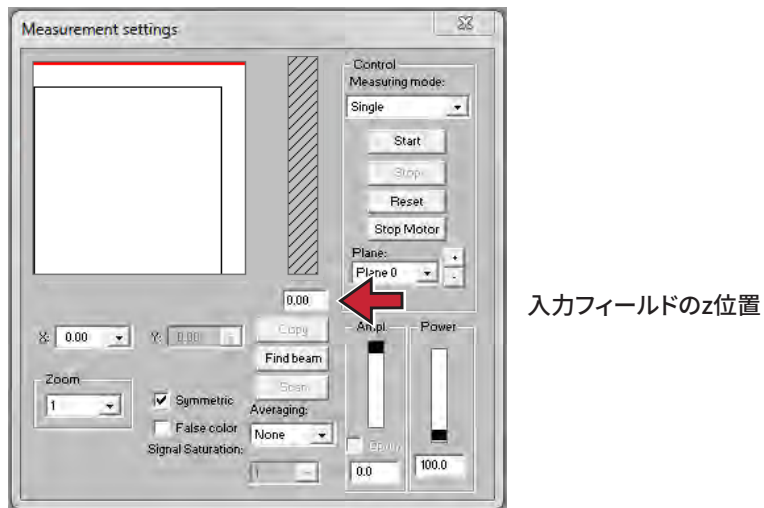 Measurement settings
Control
Measuring mode:
Single
Start
Stop
Reset
Stop Motor
Plane:
Plane 0
+
-
0.00
入力フィールドのz位置
X: 0.00
Y: 0.00
Copy
Find beam
Scan
Zoom
1
Symmetric
False color
Signal Saturation:
Averaging:
None
1
Ampl.
0.0
Power
100.0